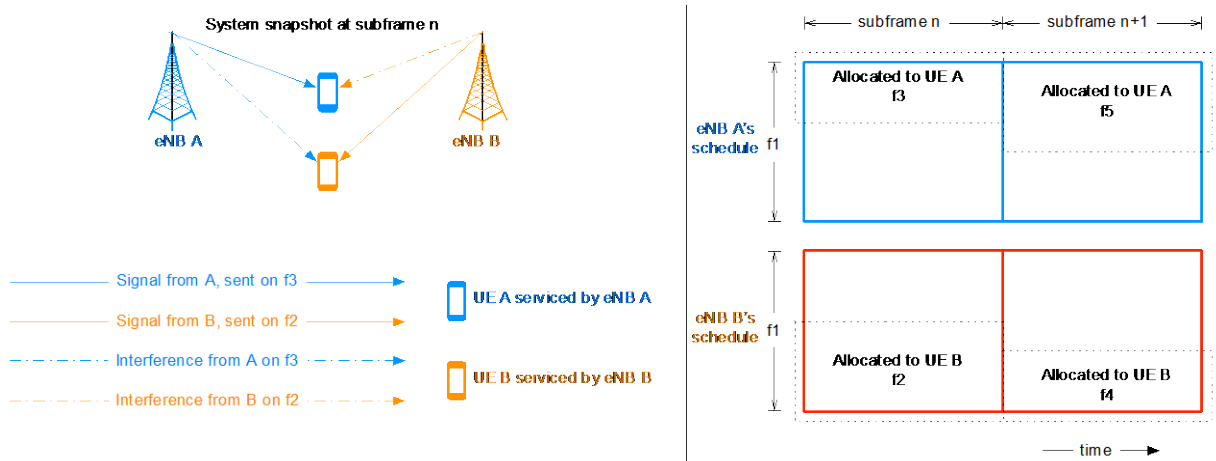 System snapshot at subframe n
eNB A
eNB B
Signal from A, sent on f3
Signal from B, sent on f2
Interference from A on f3
Interference from B on f2
UE A serviced by eNB A
UE B serviced by eNB B
subframe n
subframe n+1
eNB A's
schedule
f1
Allocated to UE A
f3
Allocated to UE A
f5
eNB B's
schedule
f1
Allocated to UE B
f2
Allocated to UE B
f4
time